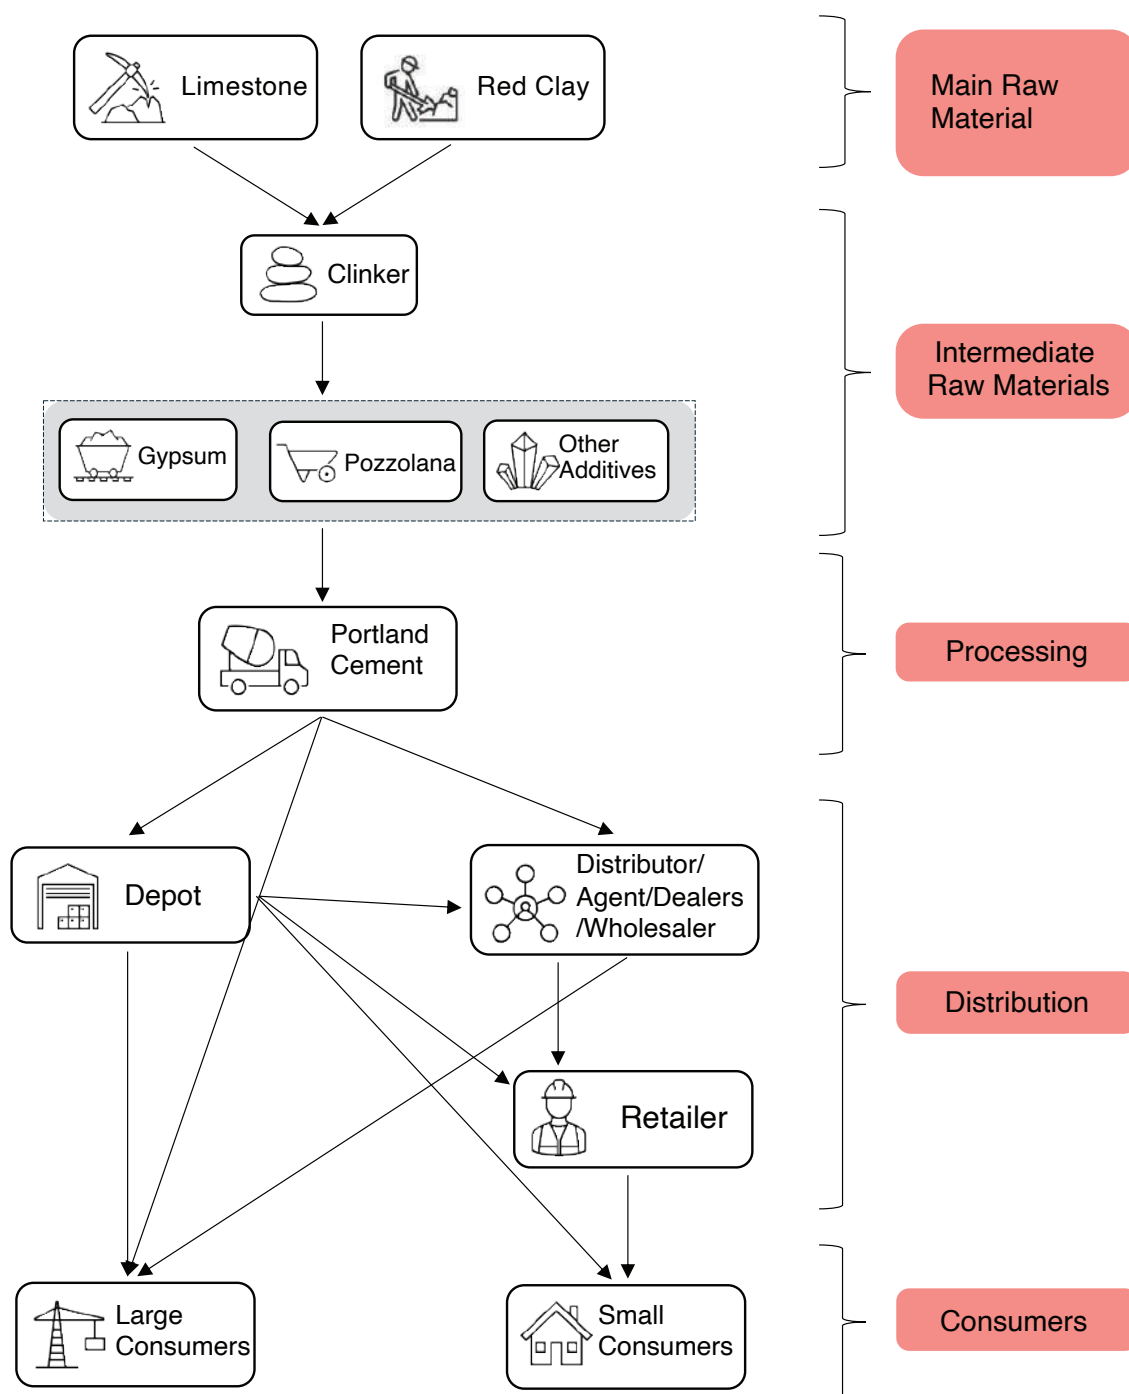 Limestone
Red Clay
Main Raw
Material
Clinker
Intermediate
Raw Materials
Gypsum
Pozzolana
Other
Additives
Portland
Cement
Processing
Depot
Distributor/
Agent/Dealers
/Wholesaler
Distribution
Retailer
Large
Consumers
Small
Consumers
Consumers